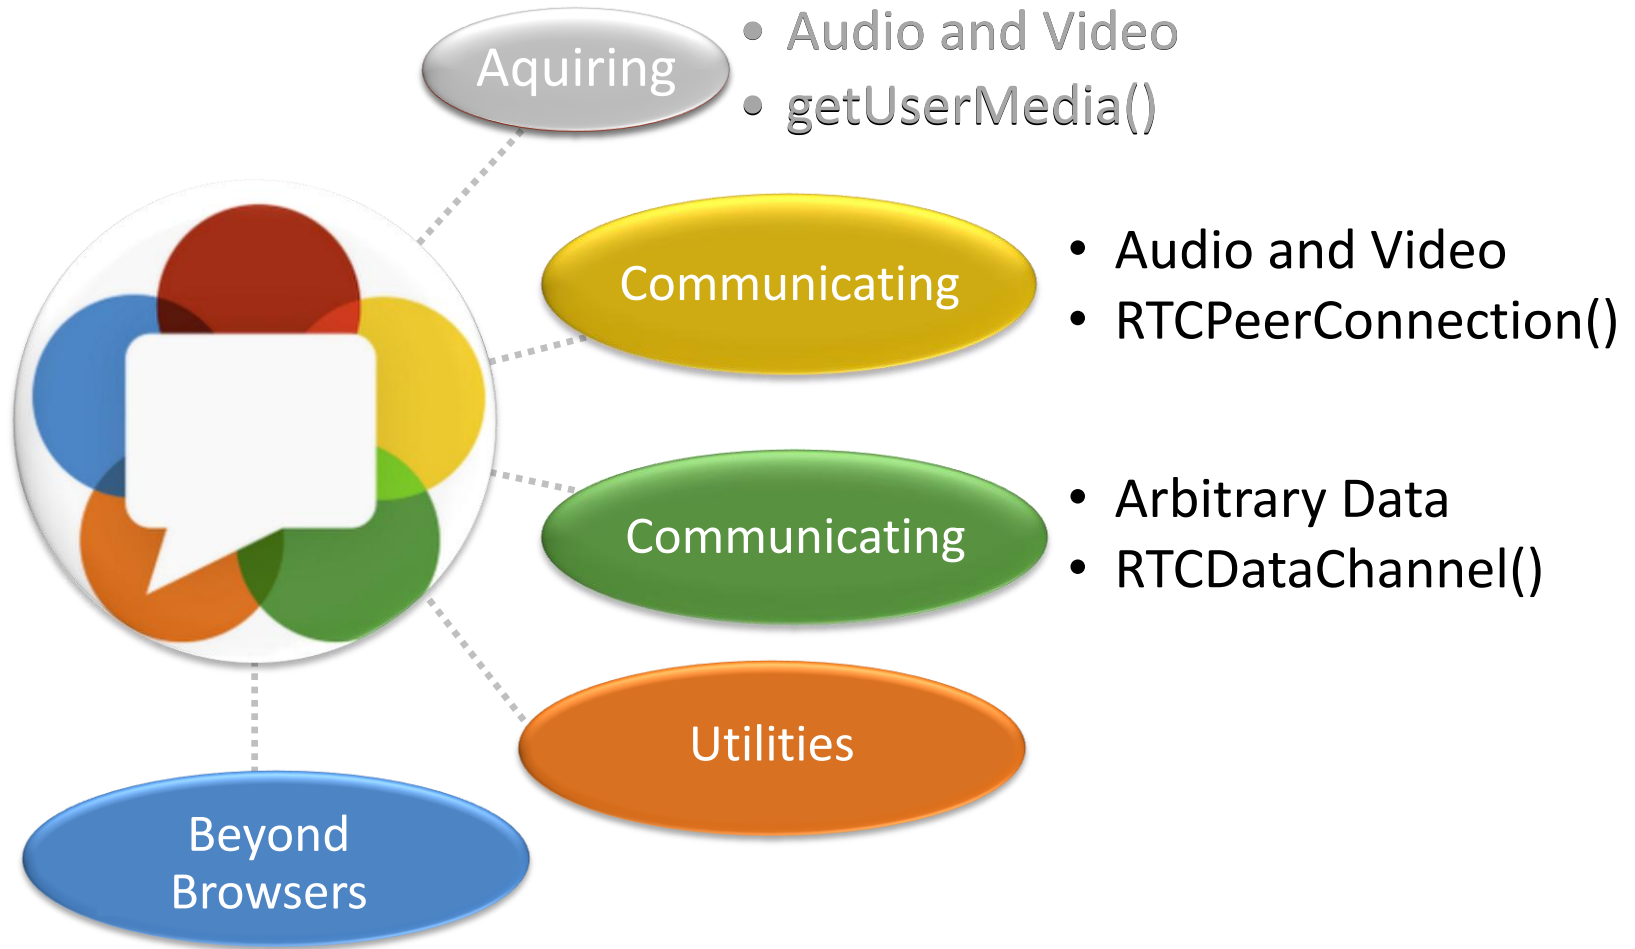 Aquiring
• Audio and Video
• getUserMedia()
Communicating
• Audio and Video
• RTCPeerConnection()
Communicating
• Arbitrary Data
• RTCDataChannel()
Utilities
Beyond
Browsers